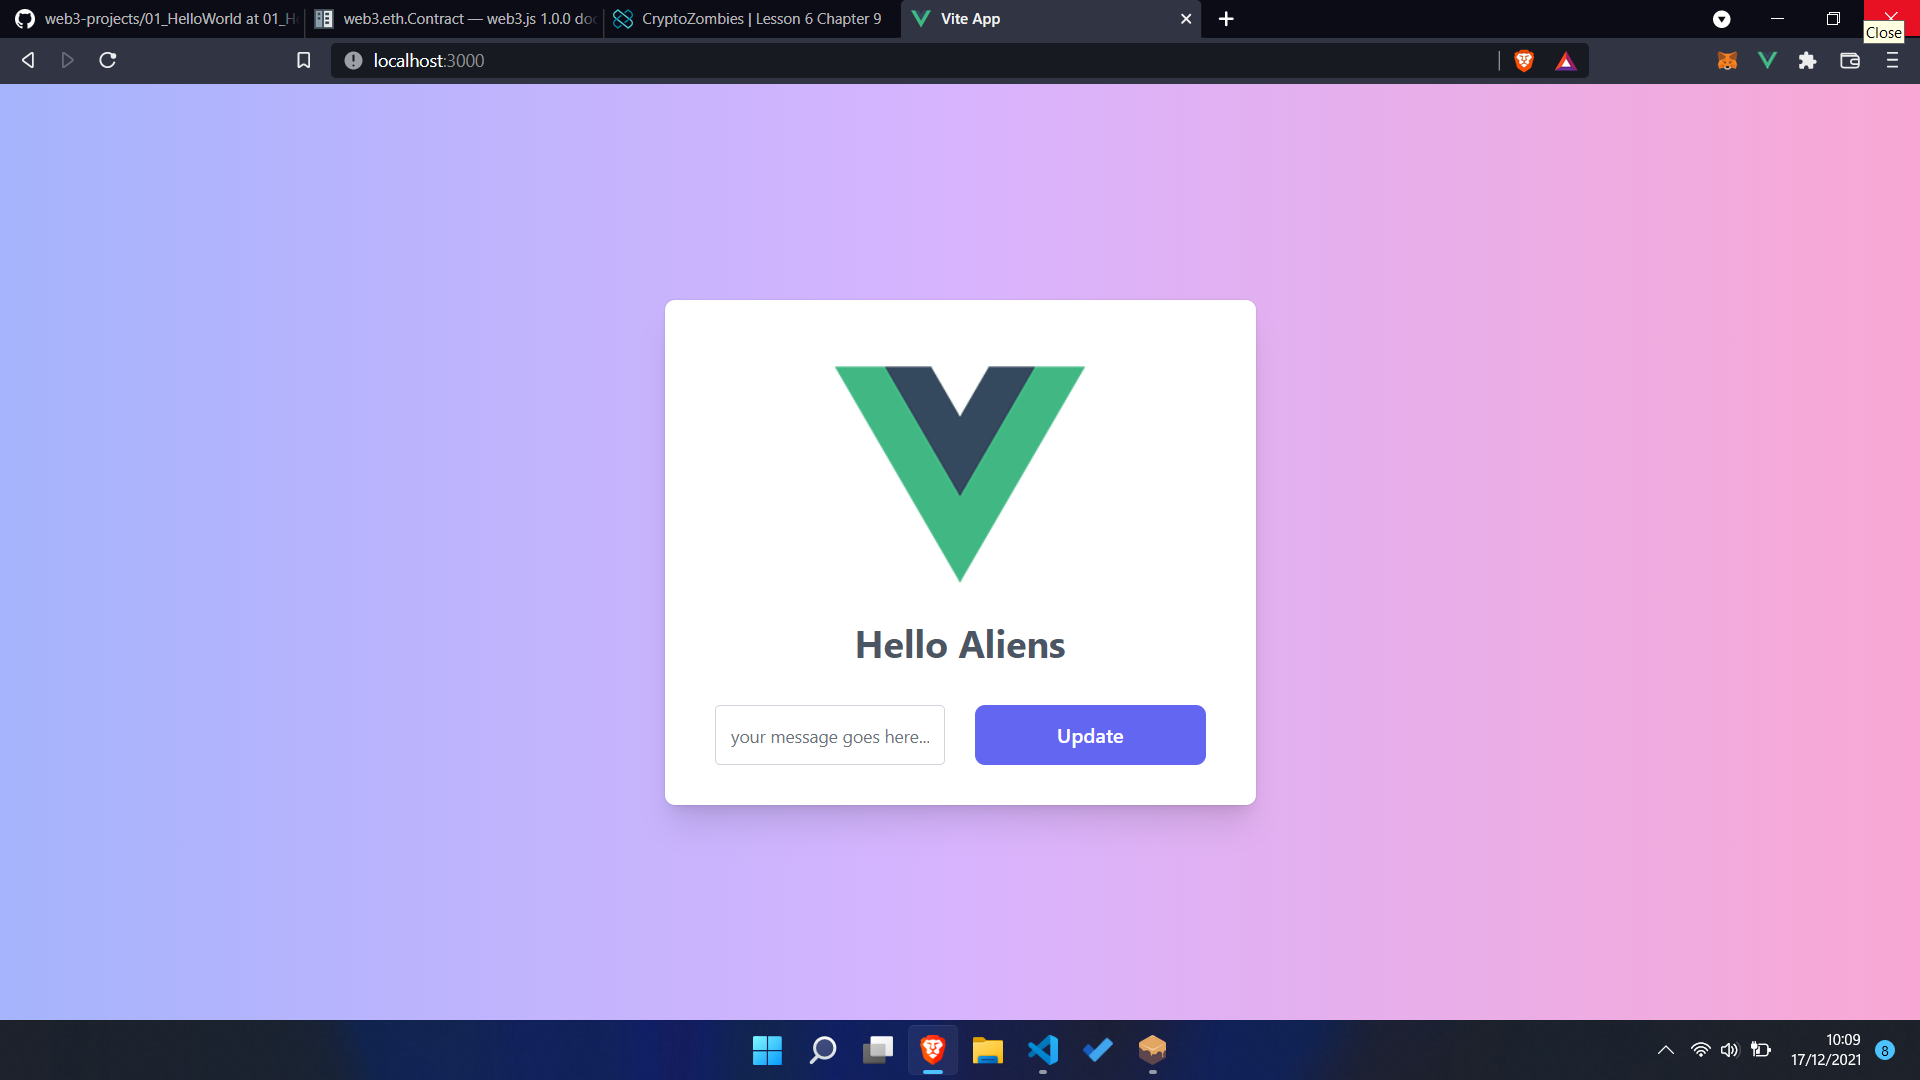 web3-projects/01_HelloWorld at 01_H
web3.eth.Contract — web3.js 1.0.0 doc
CryptoZombies | Lesson 6 Chapter 9
Vite App
Close
localhost:3000
Hello Aliens
your message goes here...
Update
10:09
17/12/2021
8